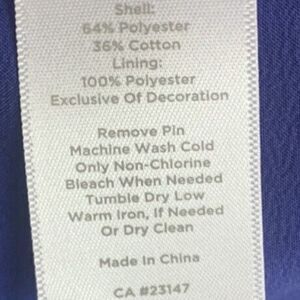 Shell:
64% Polyester
36% Cotton
Lining:
100% Polyester
Exclusive Of Decoration
Remove Pin
Machine Wash Cold
Only Non-Chlorine
Bleach When Needed
Tumble Dry Low
Warm Iron, If Needed
Or Dry Clean
Made In China
CA #23147